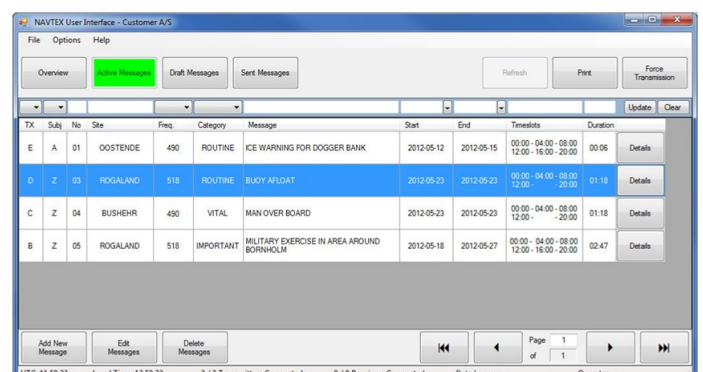 NAVTEX User Interface - Customer A/S
File Options Help
Overview Active Messages Draft Messages Sent Messages Refresh Print Force Transmission
Update Clear
TX Subj No Site Freq. Category Message Start End Timeslots Duration
E A 01 OOSTENDE 490 ROUTINE ICE WARNING FOR DOGGER BANK 2012-05-12 2012-05-15 00:00 - 04:00 - 08:00 12:00 - 16:00 - 20:00 00:06 Details
D Z 03 ROGALAND 518 ROUTINE BUOY AFLOAT 2012-05-23 2012-05-23 00:00 - 04:00 - 08:00 12:00 - - 20:00 01:18 Details
C Z 04 BUSHEHR 490 VITAL MAN OVER BOARD 2012-05-23 2012-05-23 00:00 - 04:00 - 08:00 12:00 - - 20:00 01:18 Details
B Z 05 ROGALAND 518 IMPORTANT MILITARY EXERCISE IN AREA AROUND BORNHOLM 2012-05-18 2012-05-27 00:00 - 04:00 - 08:00 12:00 - 16:00 - 20:00 02:47 Details
Add New Message Edit Messages Delete Messages Page 1 of 1